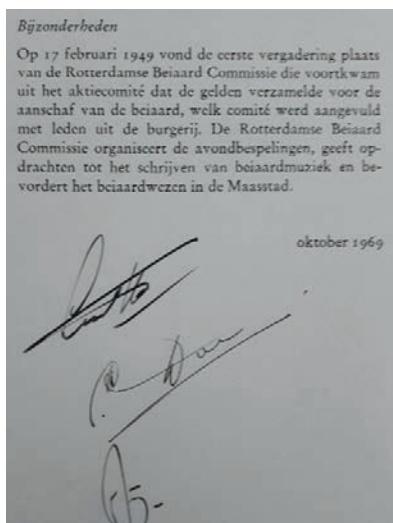 Bijzonderheden
Op 17 februari 1949 vond de eerste vergadering plaats
van de Rotterdamse Beiaard Commissie die voortkwam
uit het aktiecomité dat de gelden verzamelde voor de
aanschaf van de beiaard, welk comité werd aangevuld
met leden uit de burgerij. De Rotterdamse Beiaard
Commissie organiseert de avondbespelingen, geeft op-
drachten tot het schrijven van beiaardmuziek en be-
vordert het beiaardwezen in de Maasstad.
oktober 1969